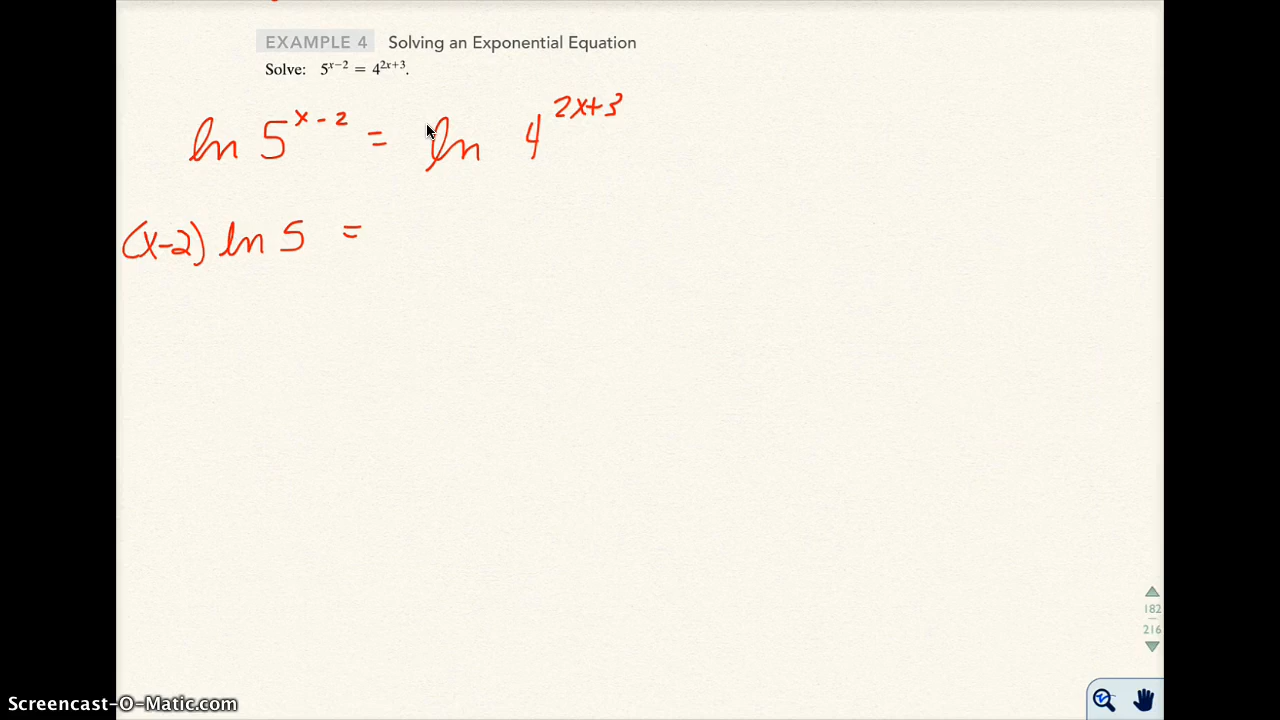 EXAMPLE 4 Solving an Exponential Equation
Solve: 5^{x−2} = 4^{2x+3}.
ln 5^{x-2} = ln 4^{2x+3}
(x-2) ln 5 =
182
216
Screencast-O-Matic.com